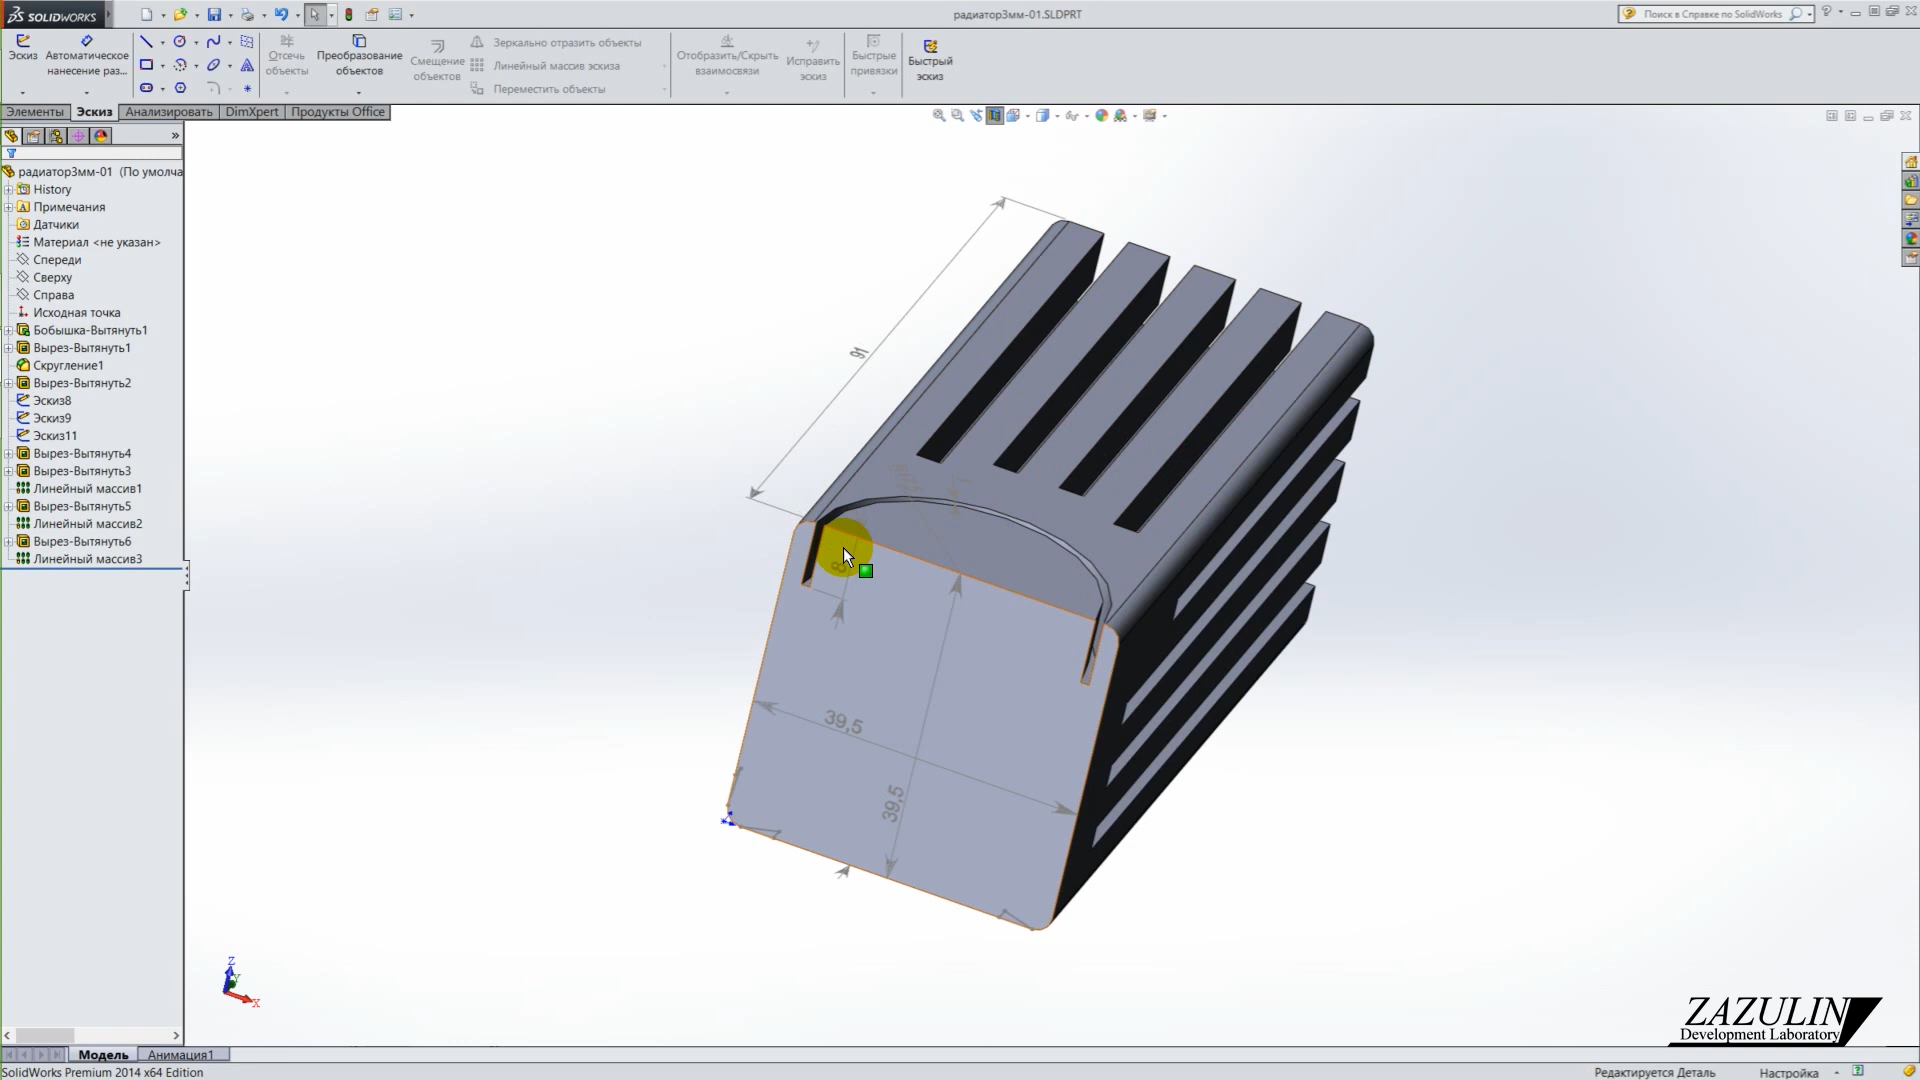 SOLIDWORKS
радиатор3мм-01.SLDPRT
Поиск в Справке по SolidWorks
Эскиз
Автоматическое нанесение раз...
Отсечь объекты
Преобразование объектов
Смещение объектов
Зеркально отразить объекты
Линейный массив эскиза
Переместить объекты
Отобразить/Скрыть взаимосвязи
Исправить эскиз
Быстрые привязки
Быстрый эскиз
Элементы
Эскиз
Анализировать
DimXpert
Продукты Office
радиатор3мм-01 (По умолча
History
Примечания
Датчики
Материал <не указан>
Спереди
Сверху
Справа
Исходная точка
Бобышка-Вытянуть1
Вырез-Вытянуть1
Скругление1
Вырез-Вытянуть2
Эскиз8
Эскиз9
Эскиз11
Вырез-Вытянуть4
Вырез-Вытянуть3
Линейный массив1
Вырез-Вытянуть5
Линейный массив2
Вырез-Вытянуть6
Линейный массив3
91
8
39,5
39,5
Z
Y
X
ZAZULIN
Development Laboratory
Модель
Анимация1
SolidWorks Premium 2014 x64 Edition
Редактируется Деталь
Настройка